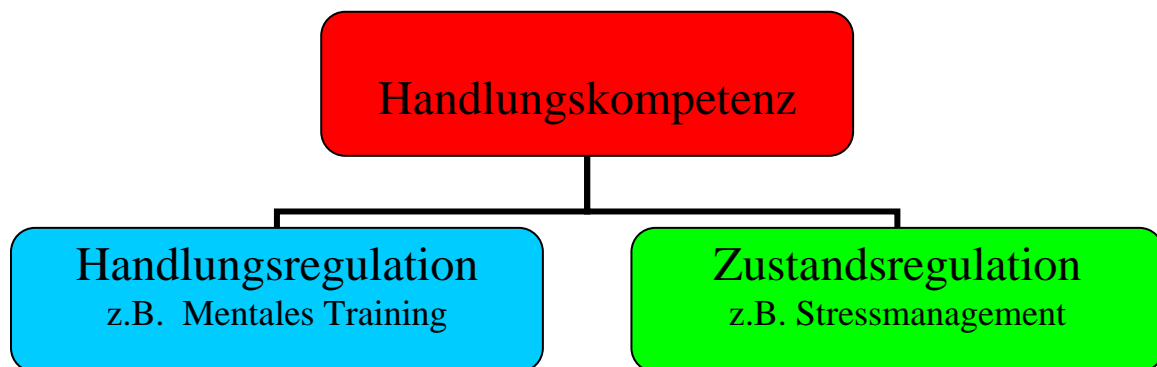 Handlungskompetenz
Handlungsregulation
z.B. Mentales Training
Zustandsregulation
z.B. Stressmanagement